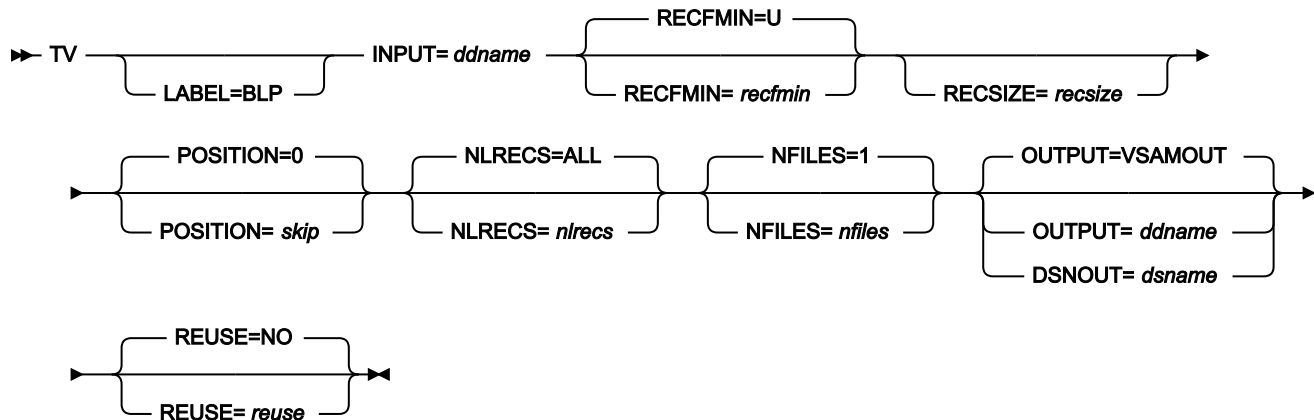 RECFMIN=U
TV INPUT= ddname
LABEL=BLP RECFMIN= recfmin RECSIZE= recsize
POSITION=0 NLRECS=ALL NFILES=1 OUTPUT=VSAMOUT
POSITION= skip NLRECS= nlrecs NFILES= nfiles OUTPUT= ddname
DSNOUT= dsname
REUSE=NO
REUSE= reuse